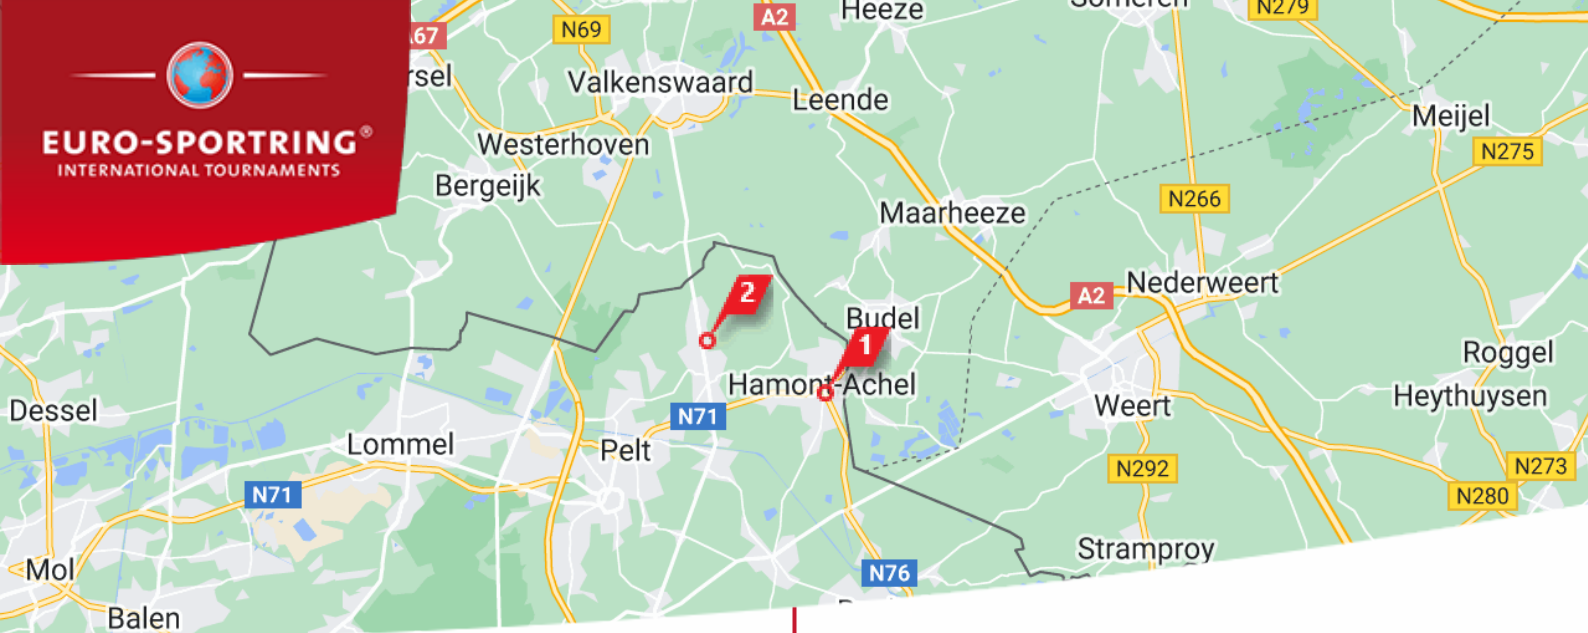 EURO-SPORTRING®
INTERNATIONAL TOURNAMENTS
N69
A2
Heeze
N279
Valkenswaard
Leende
Meijel
Westerhoven
N275
Bergeijk
N266
Maarheeze
2
A2
Nederweert
Budel
1
Roggel
Hamont-Achel
Heythuysen
Dessel
N71
Weert
Lommel
Pelt
N292
N273
N71
N280
Stramproy
Mol
N76
Balen